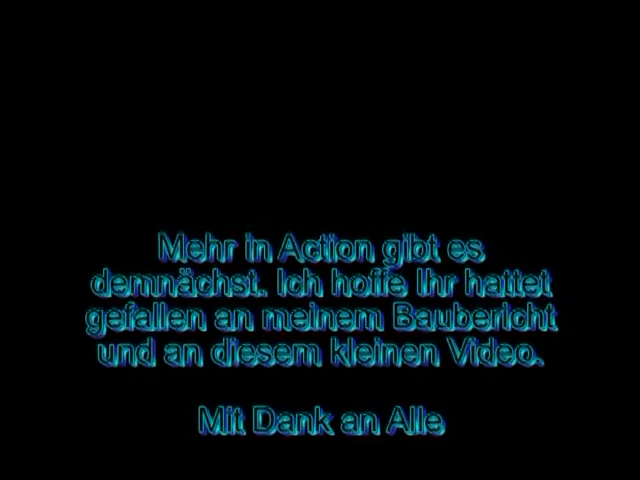 Mehr in Action gibt es
demnächst. Ich hoffe Ihr hattet
gefallen an meinem Baubericht
und an diesem kleinen Video.
Mit Dank an Alle